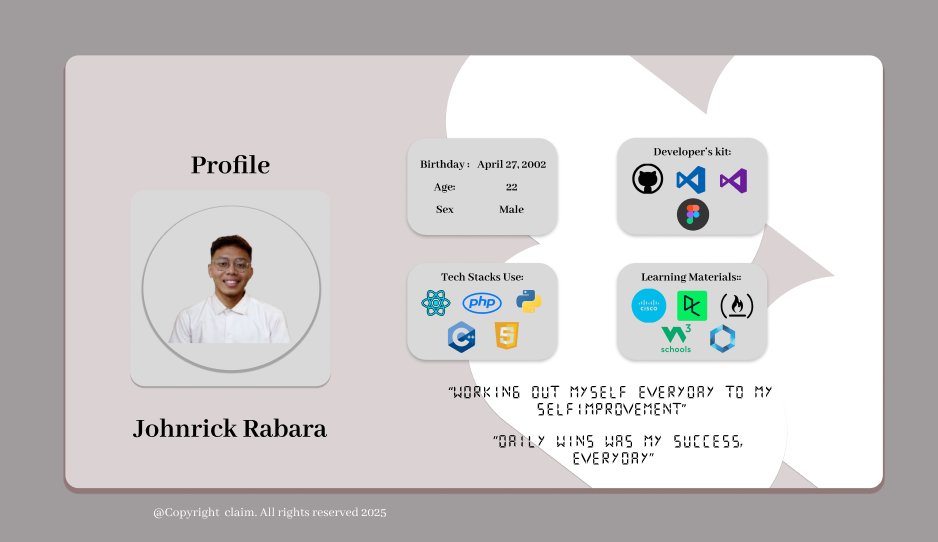 Profile
Johnrick Rabara
Birthday : April 27, 2002
Age: 22
Sex Male
Developer's kit:
Tech Stacks Use:
php
C++
5
Learning Materials::
CISCO
DC
W3
schools
"WORKING OUT MYSELF EVERYDAY TO MY
SELFIMPROVEMENT"
"DAILY WINS WAS MY SUCCESS,
EVERYDAY"
@Copyright claim. All rights reserved 2025